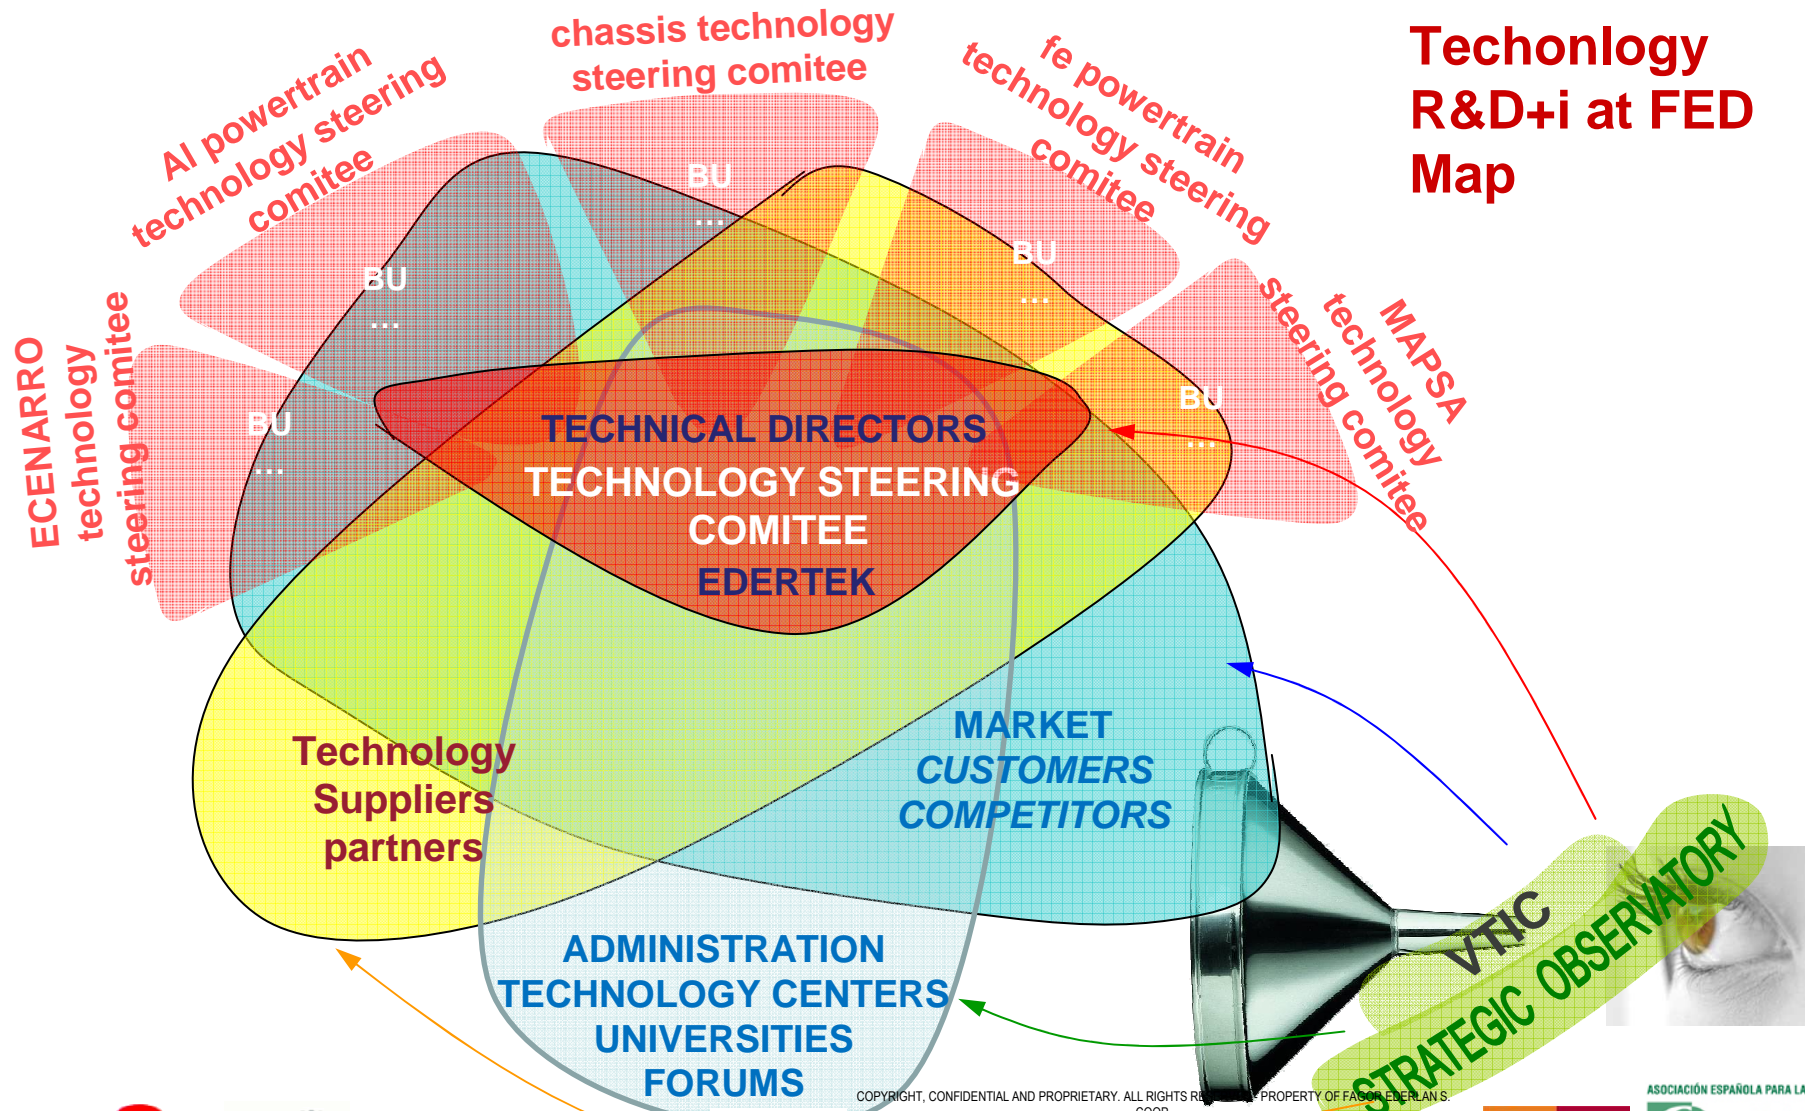 Techonlogy
R&D+i at FED
Map
chassis technology
steering comitee
Al powertrain
technology steering
comitee
fe powertrain
technology steering
comitee
ECENARRO
technology
steering comitee
MAPSA
technology
steering comitee
BU
...
BU
...
BU
...
BU
...
BU
...
TECHNICAL DIRECTORS
TECHNOLOGY STEERING
COMITEE
EDERTEK
Technology
Suppliers
partners
MARKET
CUSTOMERS
COMPETITORS
ADMINISTRATION
TECHNOLOGY CENTERS
UNIVERSITIES
FORUMS
VTIC
STRATEGIC OBSERVATORY
COPYRIGHT, CONFIDENTIAL AND PROPRIETARY. ALL RIGHTS PROPERTY OF FAGOR EDERLAN S.
COOP
ASOCIACIÓN ESPAÑOLA PARA LA